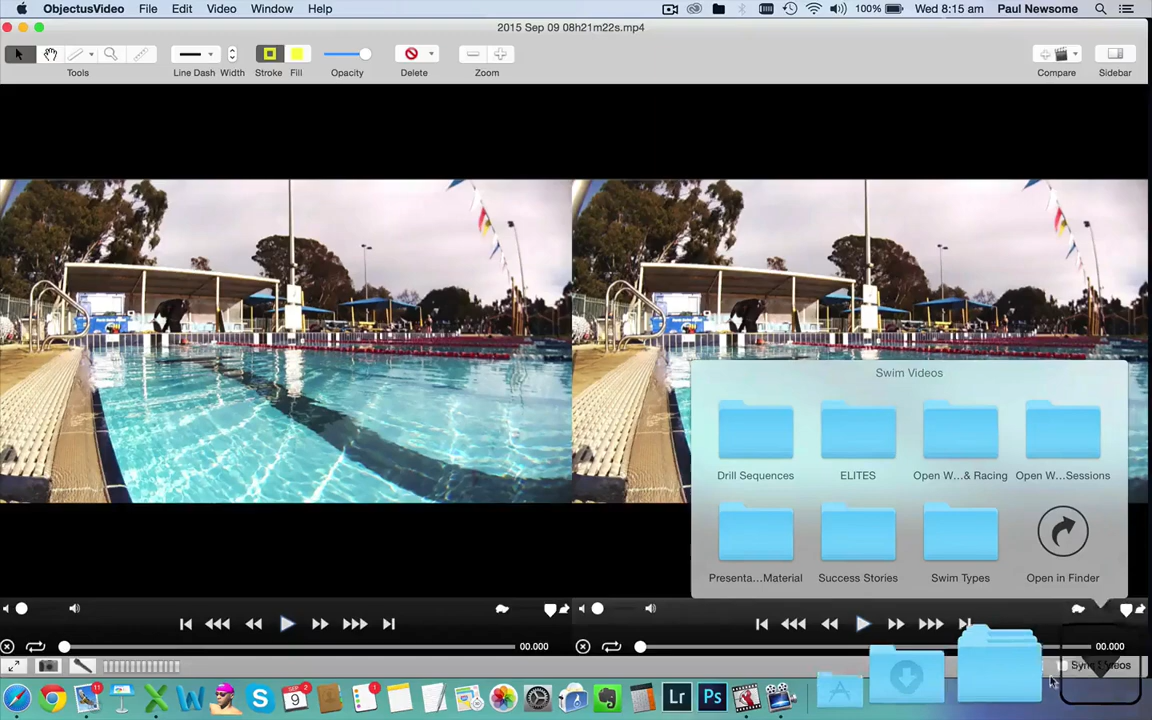 ObjectusVideo File Edit Video Window Help 100% Wed 8:15 am Paul Newsome
2015 Sep 09 08h21m22s.mp4
Tools Line Dash Width Stroke Fill Opacity Delete Zoom Compare Sidebar
Swim Videos
Drill Sequences ELITES Open W...& Racing Open W...Sessions
Presenta...Material Success Stories Swim Types Open in Finder
00.000 00.000